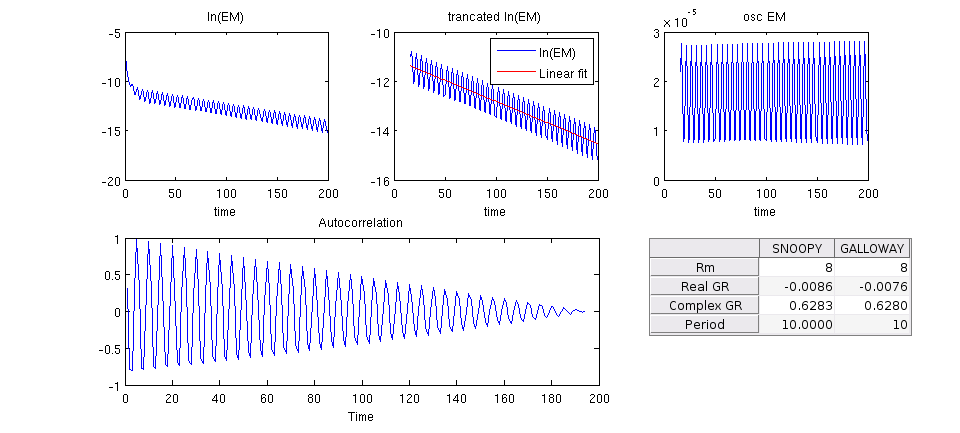 ln(EM)
-5
-10
-15
-20
0 50 100 150 200
time
trancated ln(EM)
-10
-12
-14
-16
0 50 100 150 200
time
ln(EM)
Linear fit
osc EM
x 10^-5
3
2
1
0
0 50 100 150 200
time
Autocorrelation
1
0.5
0
-0.5
-1
0 20 40 60 80 100 120 140 160 180 200
Time
SNOOPY GALLOWAY
Rm 8 8
Real GR -0.0086 -0.0076
Complex GR 0.6283 0.6280
Period 10.0000 10